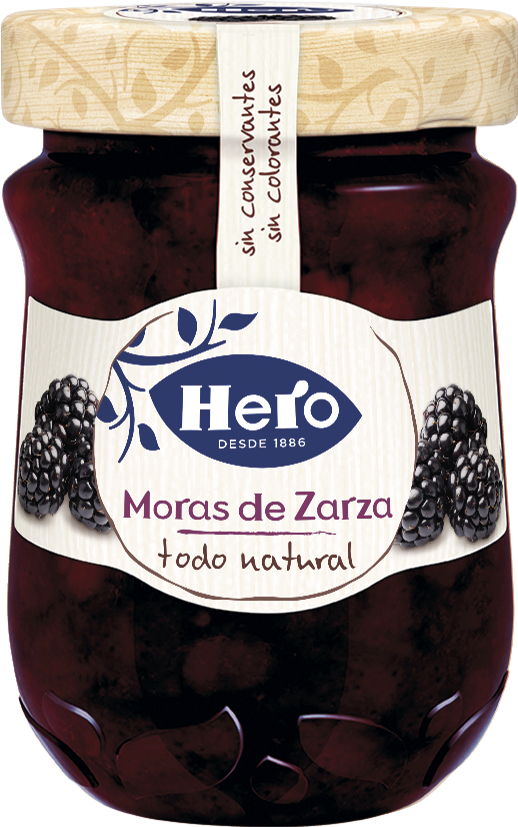 sin conservantes
sin colorantes
Hero
DESDE 1886
Moras de Zarza
todo natural